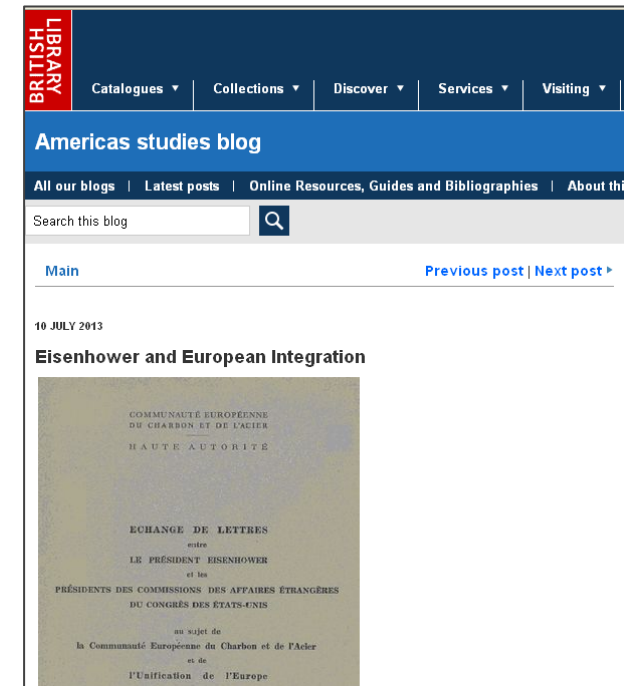 BRITISH
LIBRARY
Catalogues ▼ | Collections ▼ | Discover ▼ | Services ▼ | Visiting ▼
Americas studies blog
All our blogs | Latest posts | Online Resources, Guides and Bibliographies | About thi
Search this blog
Main
Previous post | Next post ▸
10 JULY 2013
Eisenhower and European Integration
COMMUNAUTÉ EUROPÉENNE
DU CHARBON ET DE L'ACIER
HAUTE AUTORITÉ
ECHANGE DE LETTRES
entre
LE PRÉSIDENT EISENHOWER
et les
PRÉSIDENTS DES COMMISSIONS DES AFFAIRES ÉTRANGÈRES
DU CONGRÈS DES ÉTATS-UNIS
au sujet de
la Communauté Européenne du Charbon et de l'Acier
et de
l'Unification de l'Europe